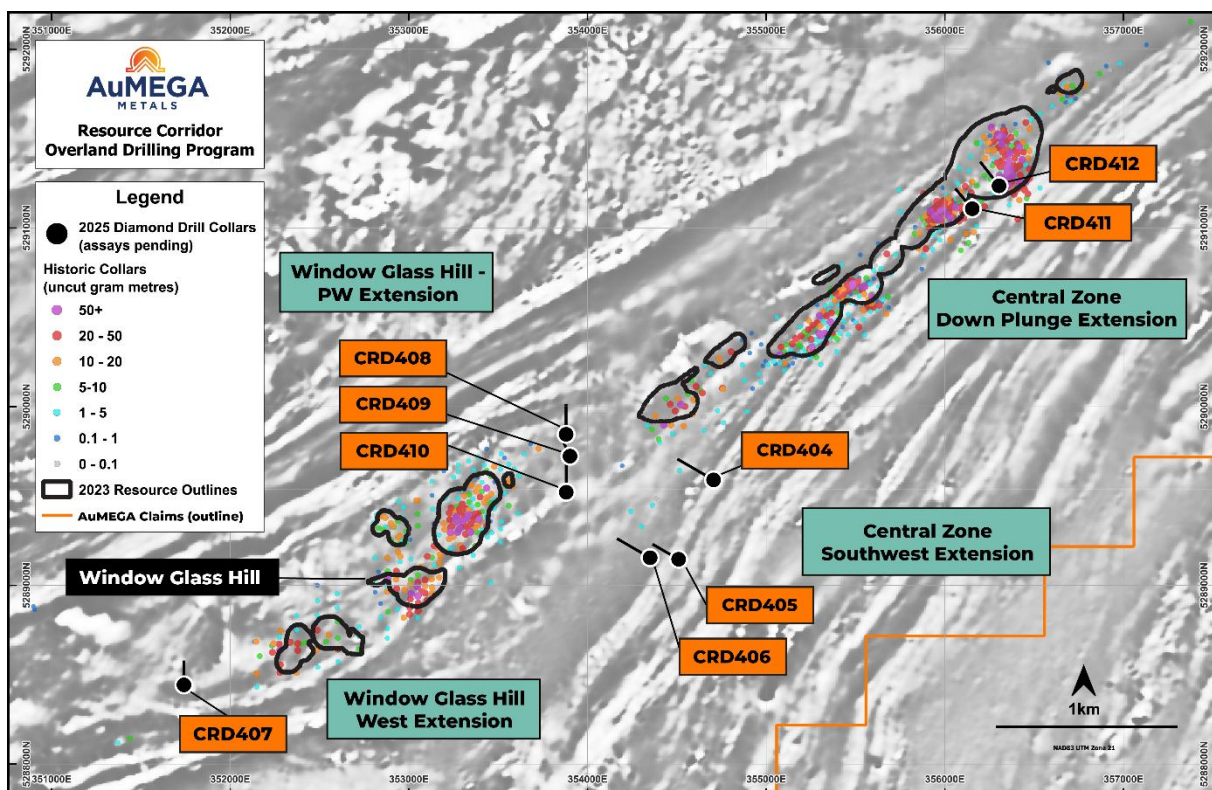 351000E
352000E
353000E
354000E
355000E
356000E
357000E
5292000N
5292000N
AuMEGA
METALS
Resource Corridor
Overland Drilling Program
Legend
2025 Diamond Drill Collars
(assays pending)
Historic Collars
(uncut gram metres)
50+
20 - 50
10 - 20
5-10
1 - 5
0.1 - 1
0 - 0.1
2023 Resource Outlines
AuMEGA Claims (outline)
CRD412
CRD411
5291000N
5291000N
Window Glass Hill -
PW Extension
Central Zone
Down Plunge Extension
CRD408
CRD409
CRD410
5290000N
5290000N
CRD404
Central Zone
Southwest Extension
Window Glass Hill
5289000N
5289000N
CRD405
CRD406
Window Glass Hill
West Extension
CRD407
1km
NAD83 UTM Zone 21
5288000N
5288000N
351000E
352000E
353000E
354000E
355000E
356000E
357000E